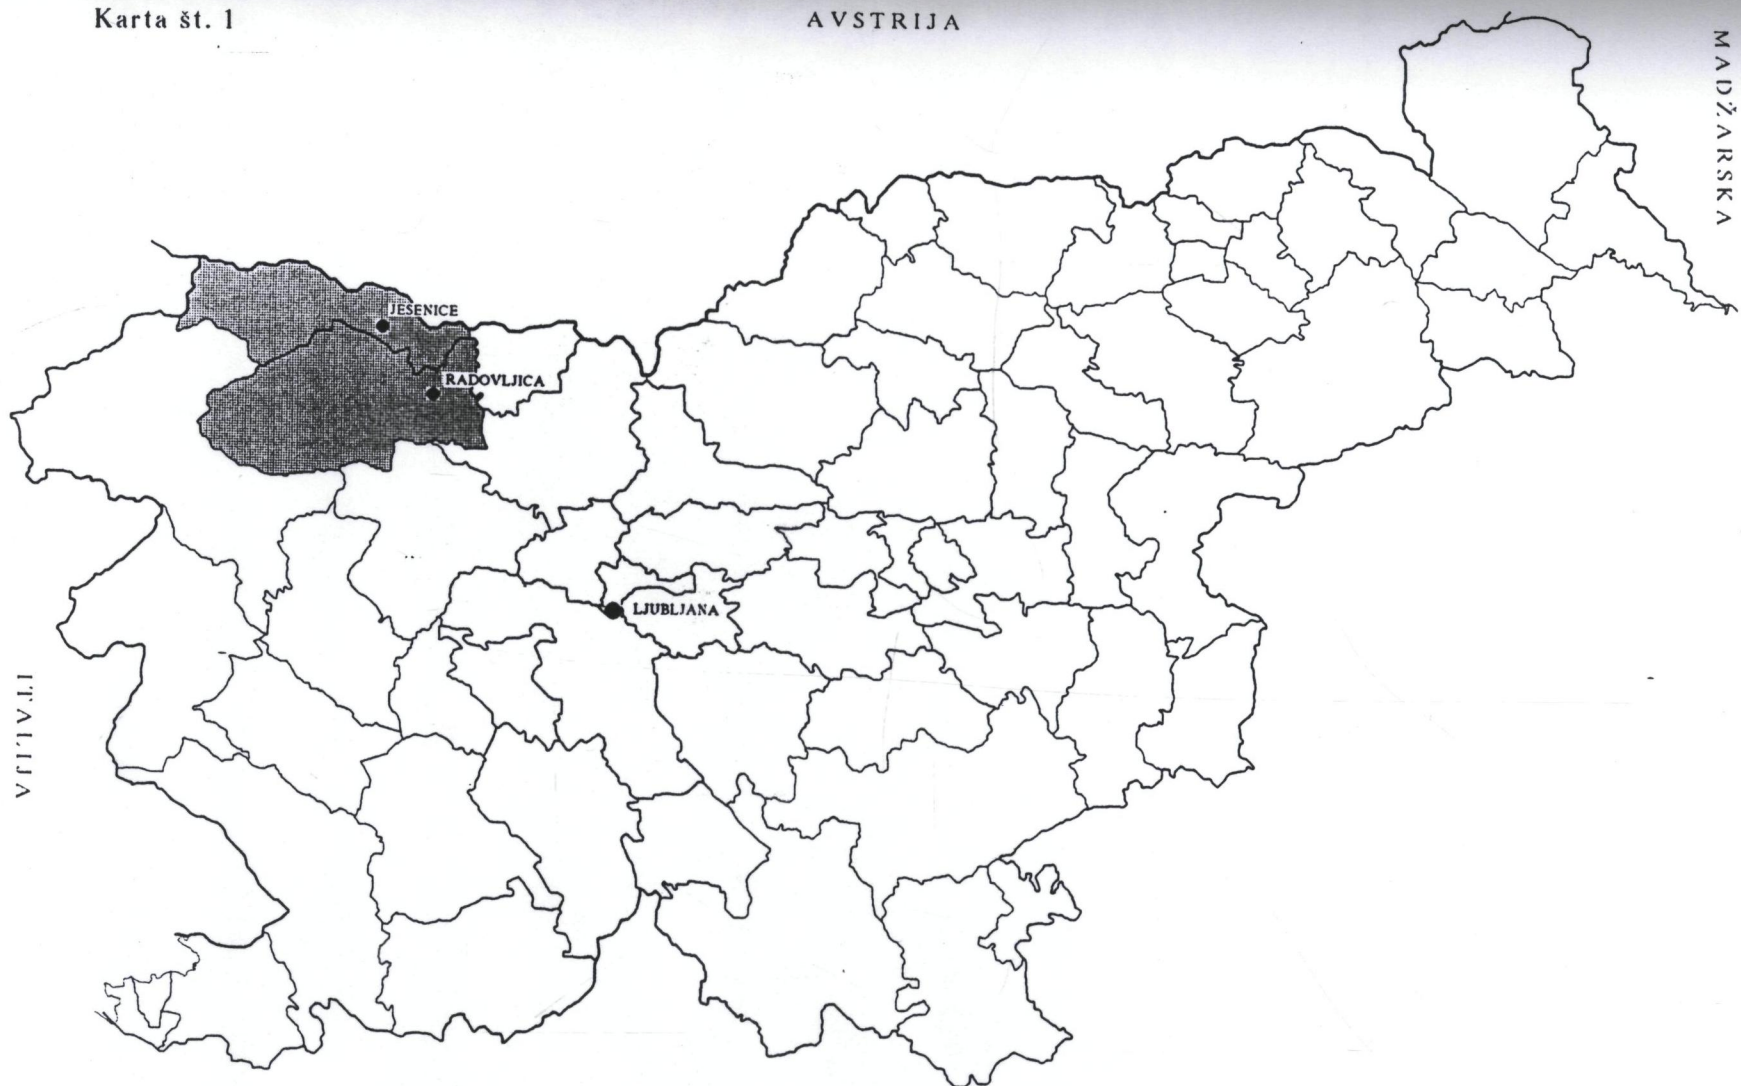 Karta št. 1
AVSTRIJA
MADŽARSKA
JESENICE
RADOVLJICA
LJUBLJANA
ITALIJA